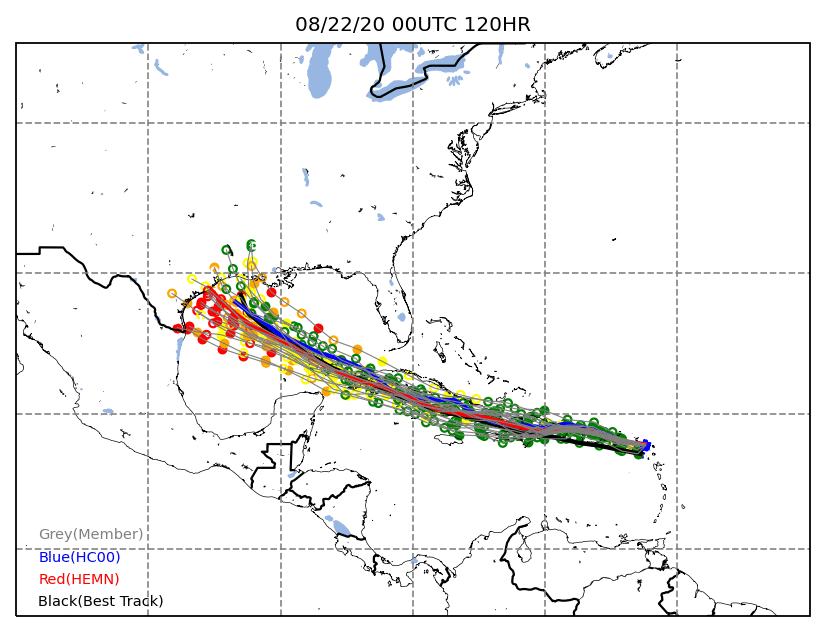 08/22/20 00UTC 120HR
Grey(Member)
Blue(HC00)
Red(HEMN)
Black(Best Track)